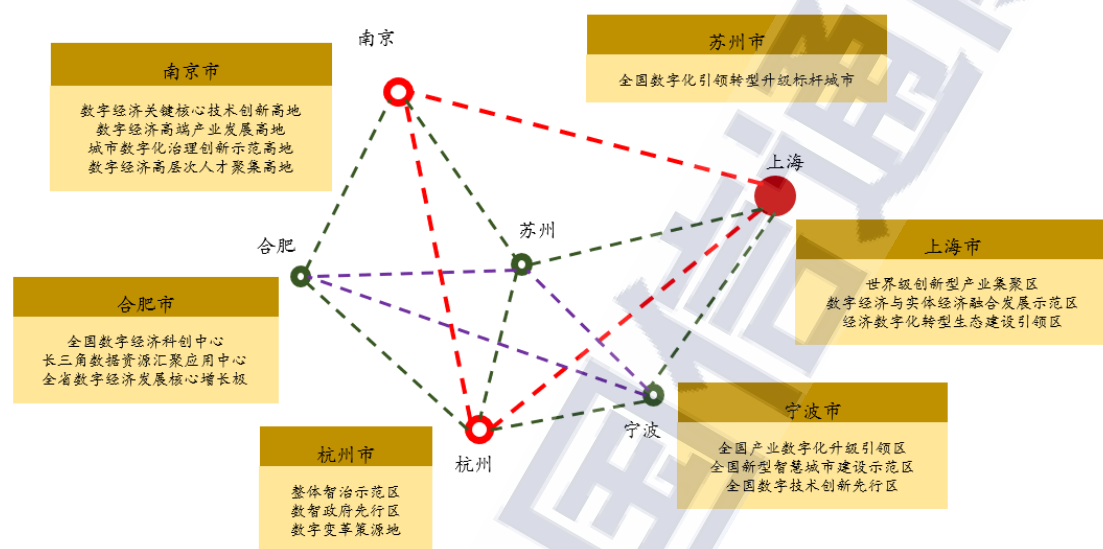 南京
南京市
数字经济关键核心技术创新高地
数字经济高端产业发展高地
城市数字化治理创新示范高地
数字经济高层次人才聚集高地
苏州市
全国数字化引领转型升级标杆城市
上海
苏州
合肥
上海市
世界级创新型产业集聚区
数字经济与实体经济融合发展示范区
经济数字化转型生态建设引领区
合肥市
全国数字经济科创中心
长三角数据资源汇聚应用中心
全省数字经济发展核心增长极
宁波
宁波市
全国产业数字化升级引领区
全国新型智慧城市建设示范区
全国数字技术创新先行区
杭州
杭州市
整体智治示范区
数智政府先行区
数字变革策源地